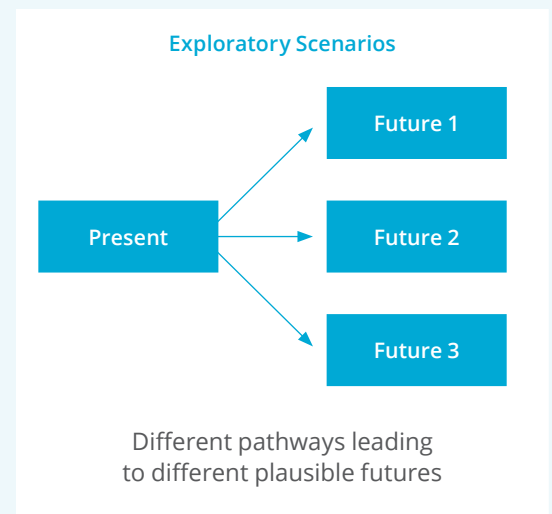 Exploratory Scenarios
Future 1
Present
Future 2
Future 3
Different pathways leading
to different plausible futures